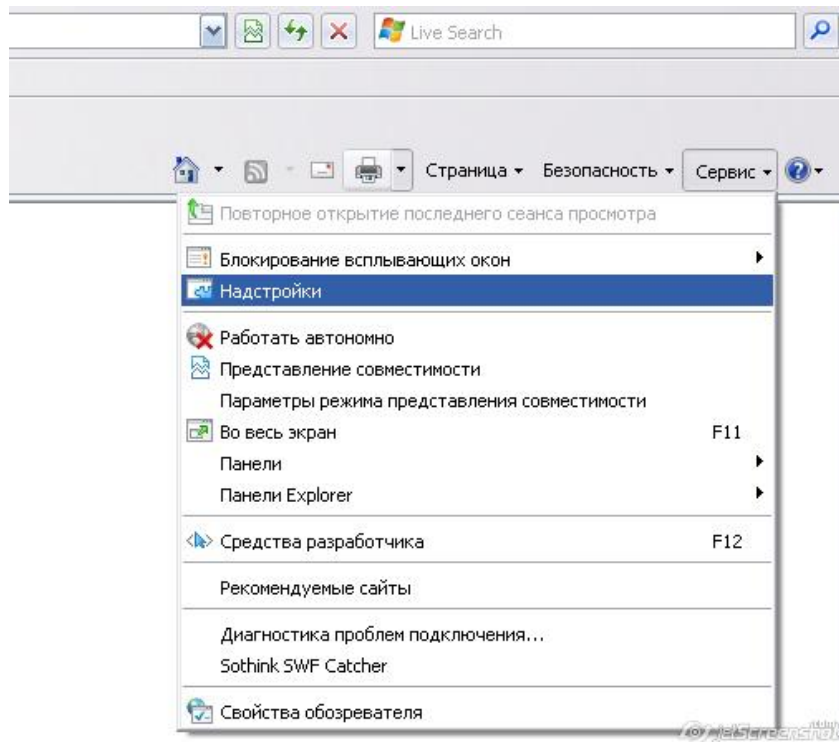 Live Search
Страница Безопасность Сервис
Повторное открытие последнего сеанса просмотра
Блокирование всплывающих окон
Надстройки
Работать автономно
Представление совместимости
Параметры режима представления совместимости
Во весь экран F11
Панели
Панели Explorer
Средства разработчика F12
Рекомендуемые сайты
Диагностика проблем подключения...
Sothink SWF Catcher
Свойства обозревателя